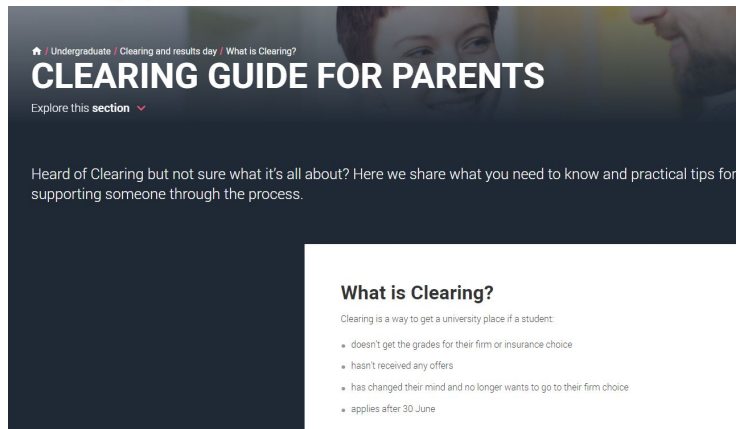 / Undergraduate / Clearing and results day / What is Clearing?
CLEARING GUIDE FOR PARENTS
Explore this section
Heard of Clearing but not sure what it's all about? Here we share what you need to know and practical tips for
supporting someone through the process.
What is Clearing?
Clearing is a way to get a university place if a student:
• doesn't get the grades for their firm or insurance choice
• hasn't received any offers
• has changed their mind and no longer wants to go to their firm choice
• applies after 30 June